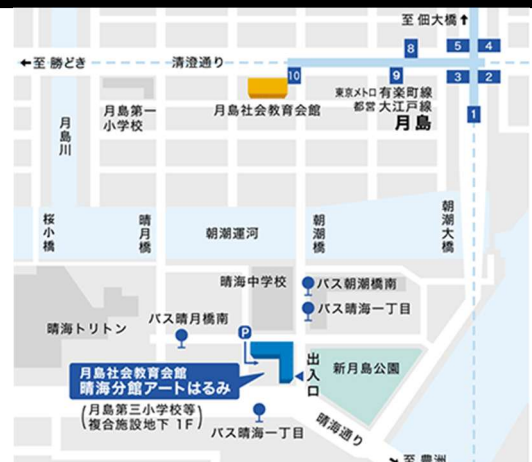 至 佃大橋↑
←至 勝どき
清澄通り
8
5
4
10
9
3
2
東京メトロ 有楽町線
都営 大江戸線
月島
1
月島社会教育会館
月島第一
小学校
月島川
桜小橋
晴月橋
朝潮運河
朝潮橋
朝潮大橋
晴海中学校
バス朝潮橋南
バス晴海一丁目
バス晴月橋南
晴海トリトン
P
出入口
新月島公園
月島社会教育会館
晴海分館アートはるみ
(月島第三小学校等
複合施設地下 1F)
バス晴海一丁目
晴海通り
至 豊洲